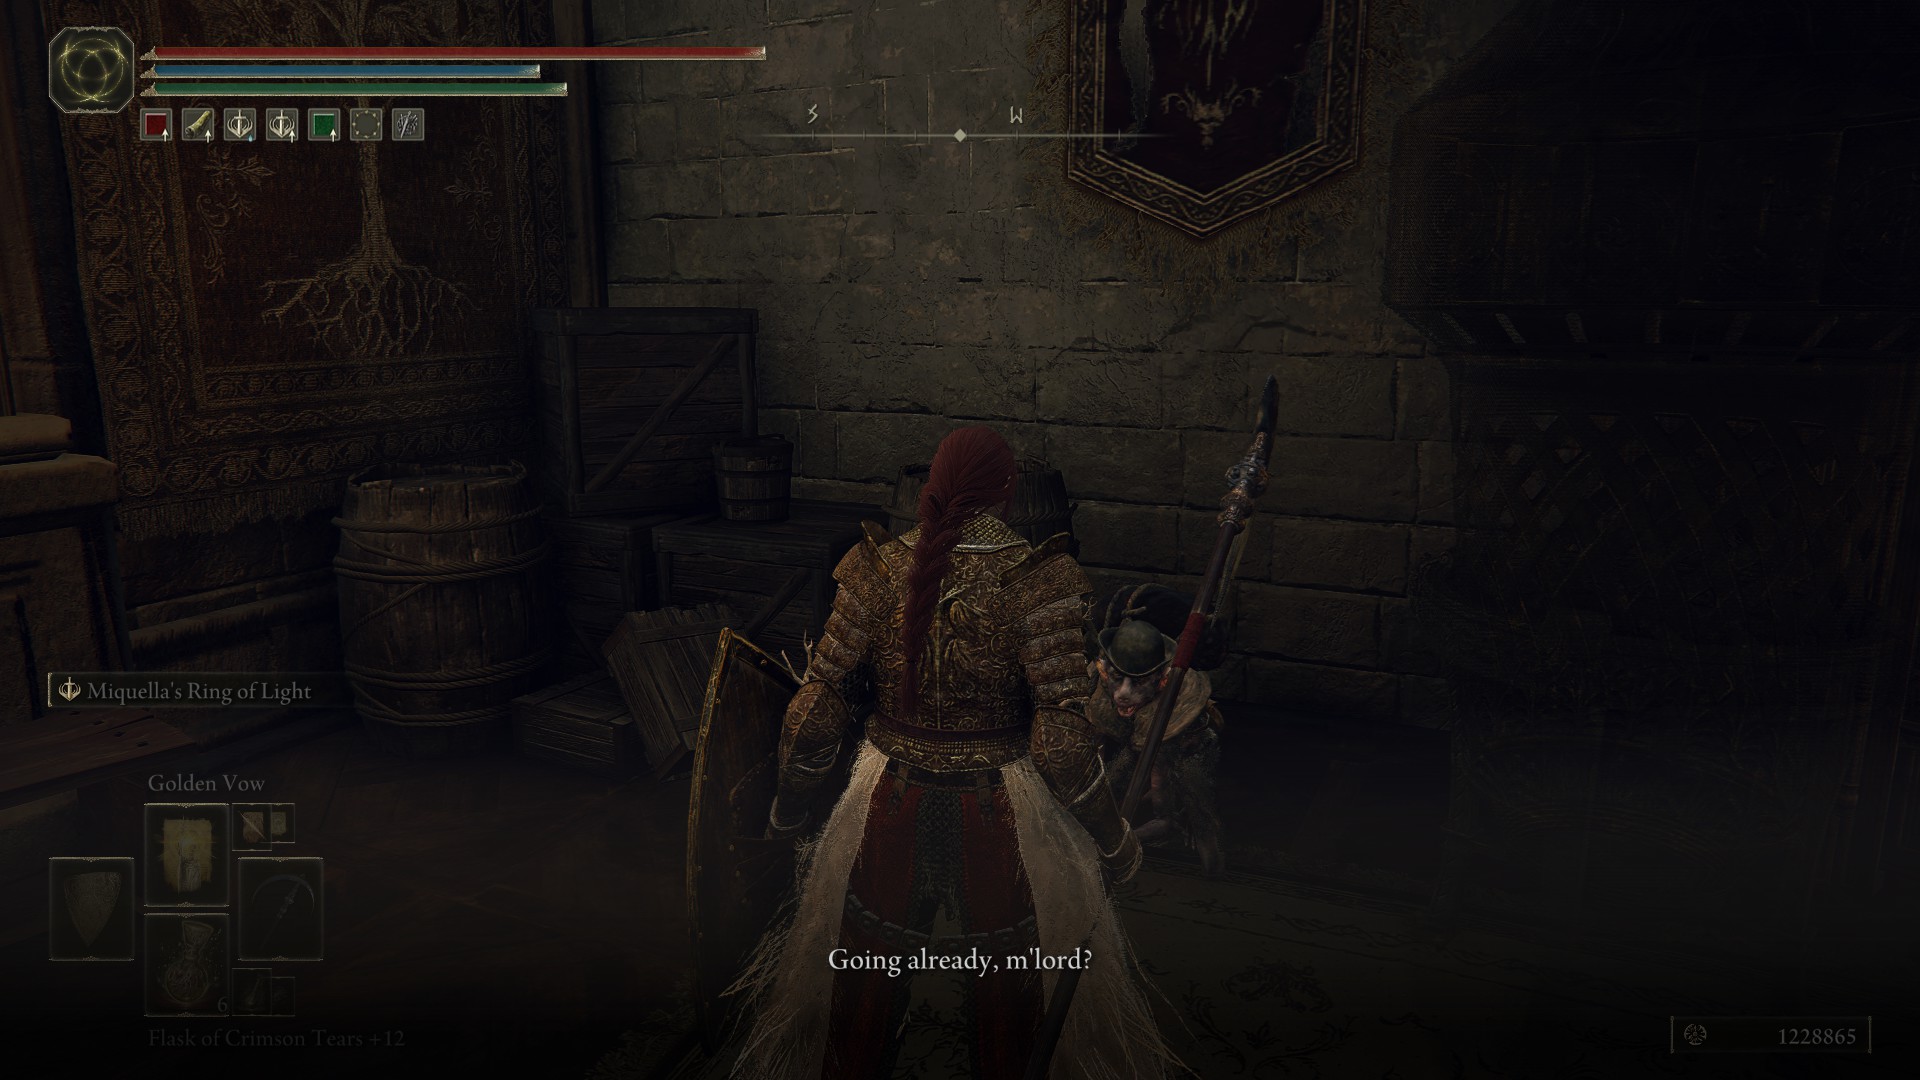 S W
Miquella's Ring of Light
Golden Vow
6
Flask of Crimson Tears +12
Going already, m'lord?
1228865